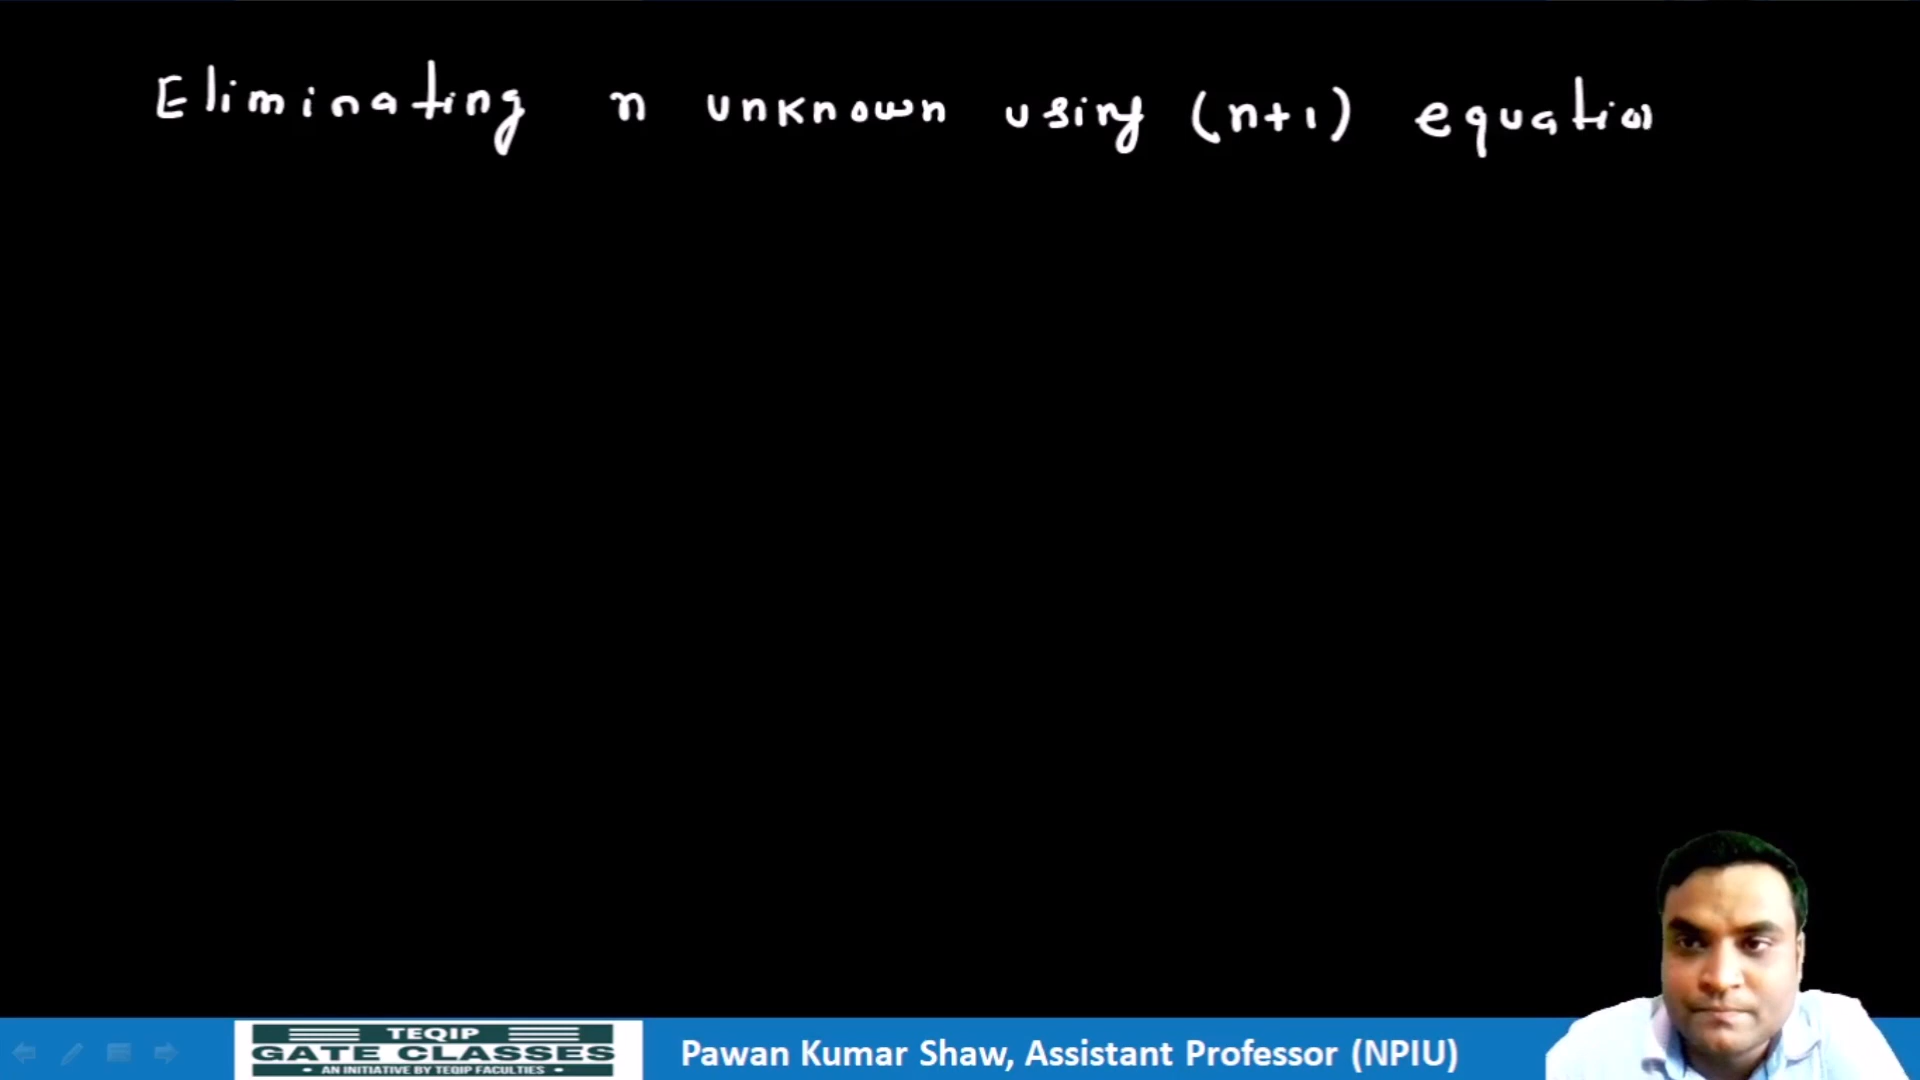 Eliminating n unknown using (n+1) equation
TEQIP
GATE CLASSES
• AN INITIATIVE BY TEQIP FACULTIES •
Pawan Kumar Shaw, Assistant Professor (NPIU)